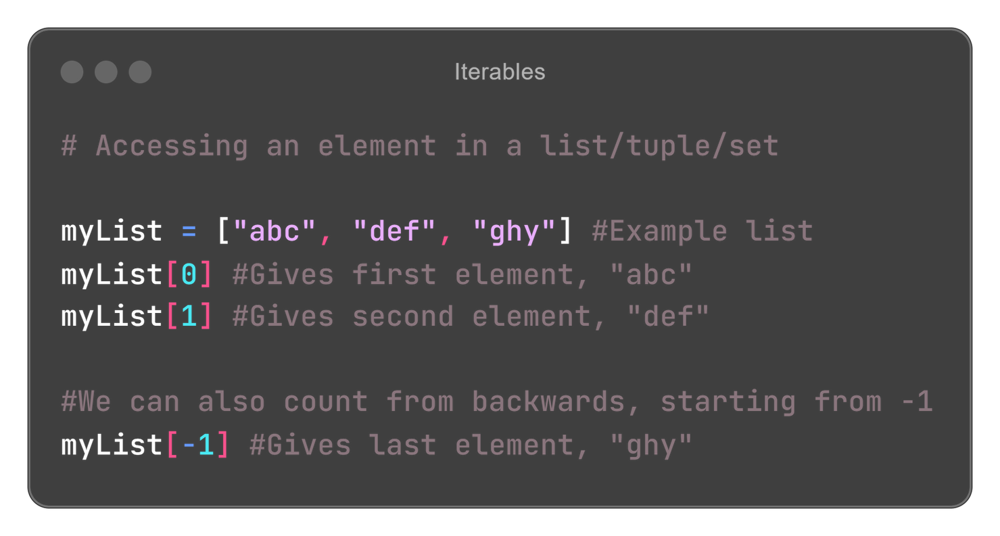 Iterables
# Accessing an element in a list/tuple/set
myList = ["abc", "def", "ghy"] #Example list
myList[0] #Gives first element, "abc"
myList[1] #Gives second element, "def"
#We can also count from backwards, starting from -1
myList[-1] #Gives last element, "ghy"